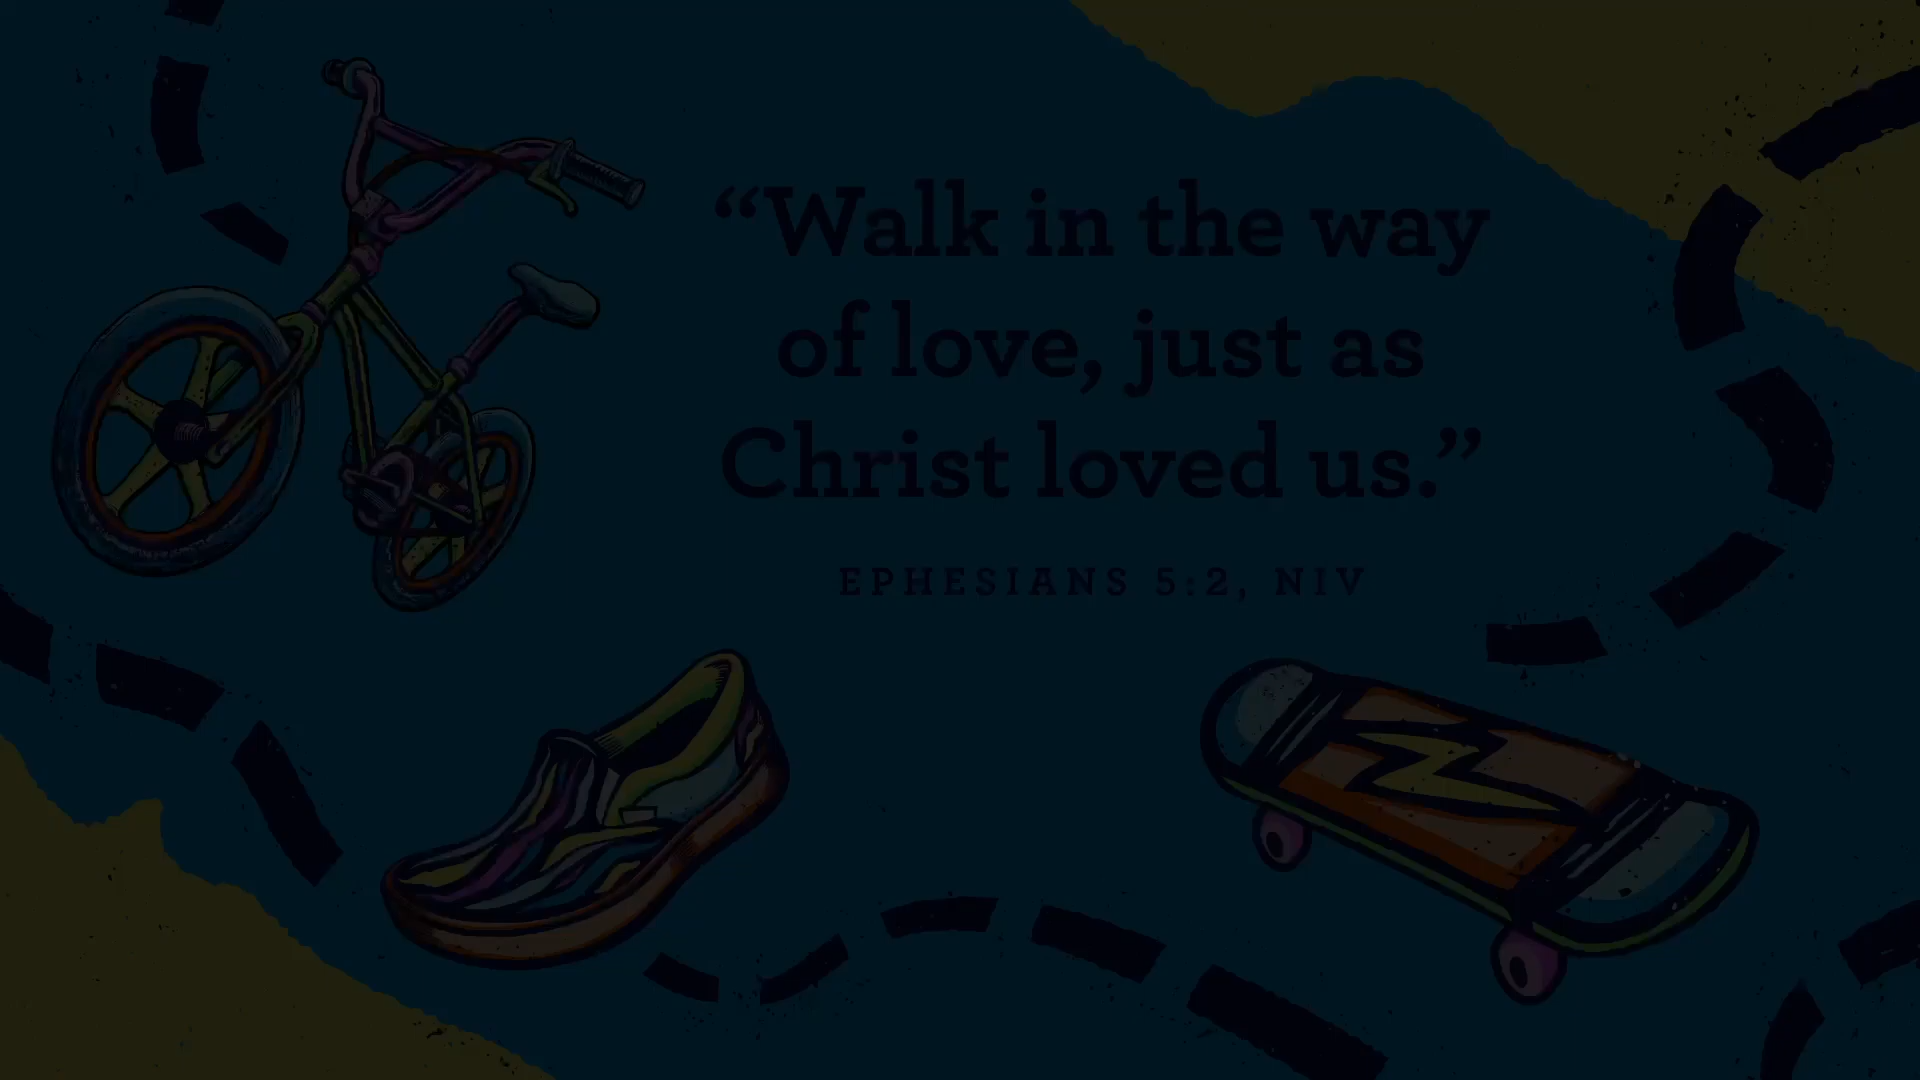 “Walk in the way
of love, just as
Christ loved us.”
EPHESIANS 5:2, NIV